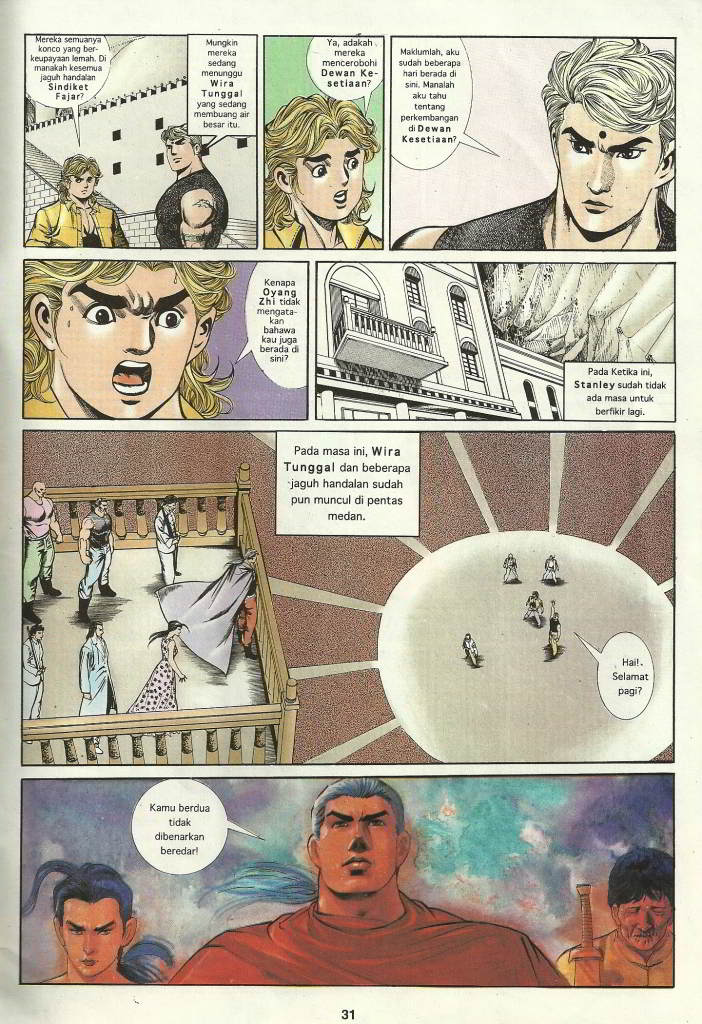 Mereka semuanya
konco yang ber-
keupayaan lemah. Di
manakah kesemua
jaguh handalan
Sindiket
Fajar?
Mungkin
mereka
sedang
menunggu
Wira
Tunggal
yang sedang
membuang air
besar itu.
Ya, adakah
mereka
mencerobohi
Dewan Ke-
setiaan?
Maklumlah, aku
sudah beberapa
hari berada di
sini. Manalah
aku tahu
tentang
perkembangan
di Dewan
Kesetiaan?
Kenapa
Oyang
Zhi tidak
mengata-
kan
bahawa
kau juga
berada di
sini?
Pada Ketika ini,
Stanley sudah tidak
ada masa untuk
berfikir lagi.
Pada masa ini, Wira
Tunggal dan beberapa
jaguh handalan sudah
pun muncul di pentas
medan.
Hai!
Selamat
pagi?
Kamu berdua
tidak
dibenarkan
beredar!
31